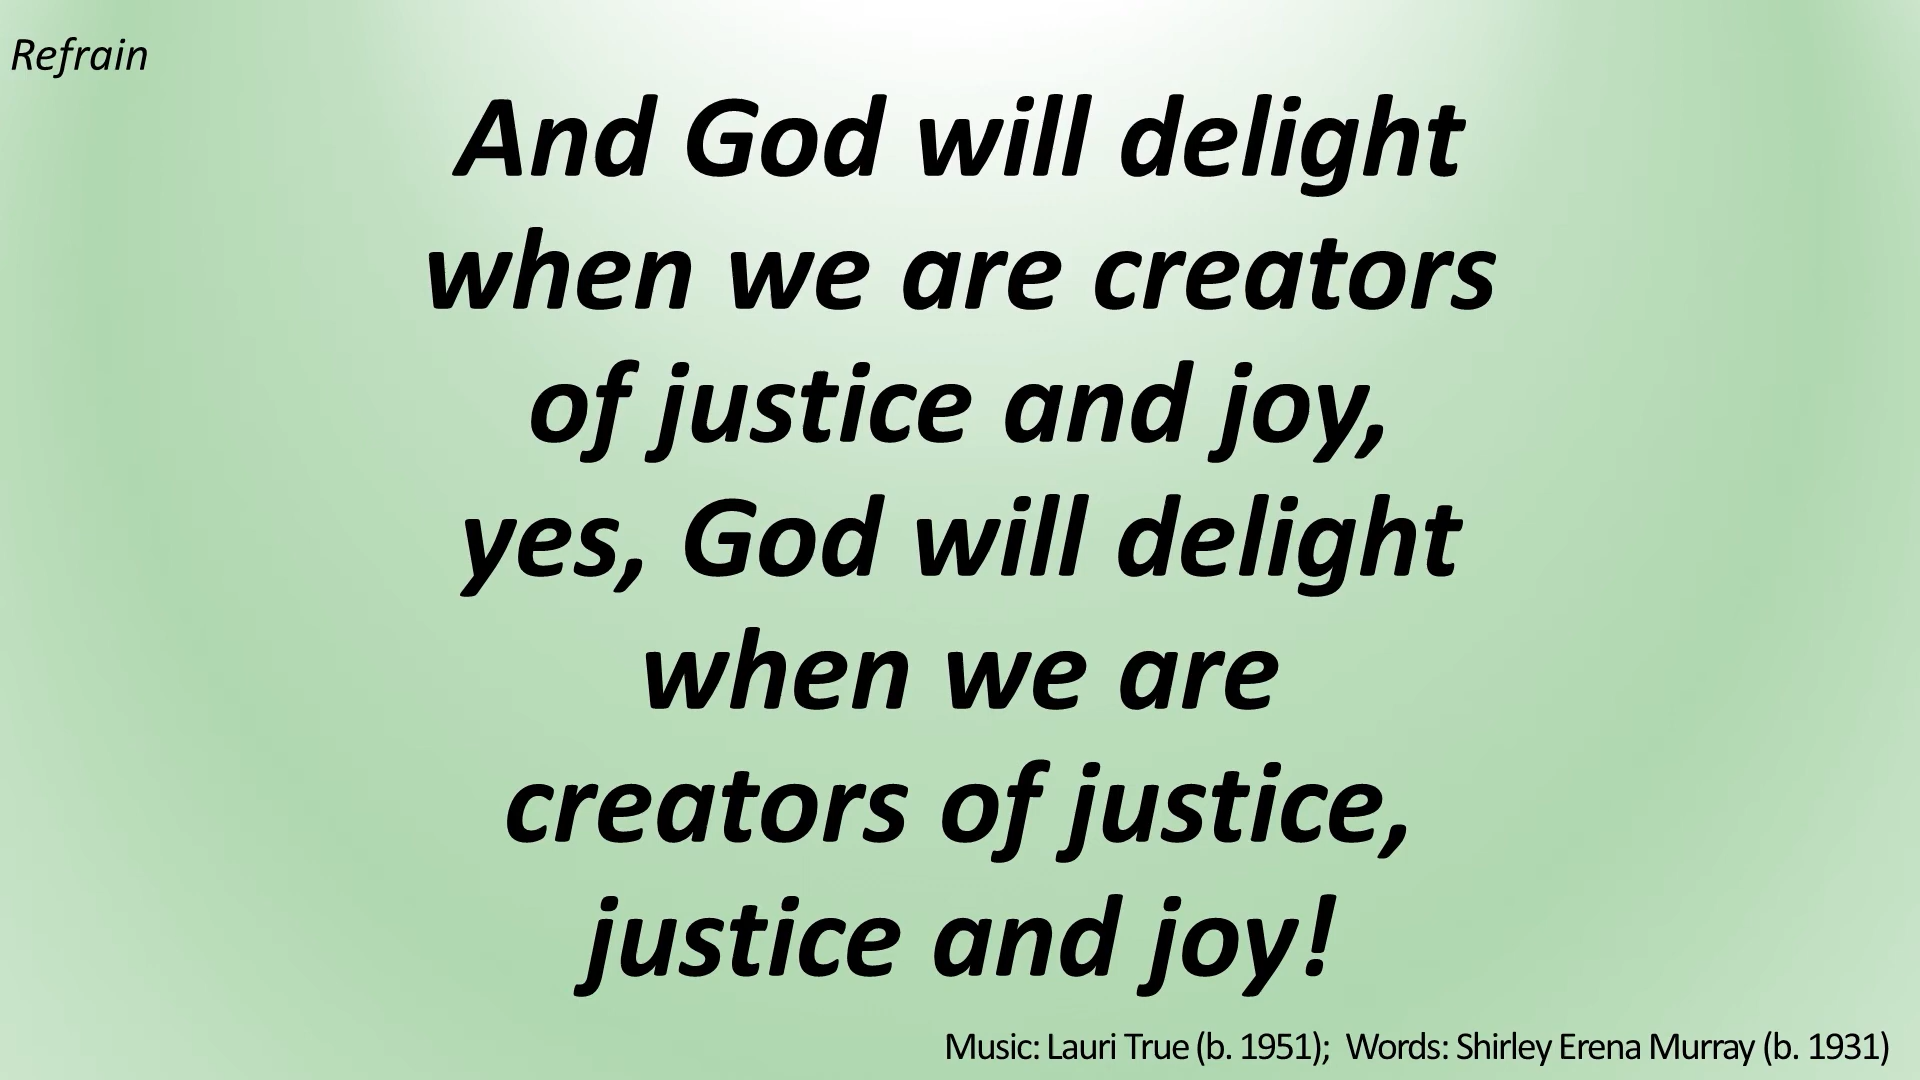 Refrain
And God will delight
when we are creators
of justice and joy,
yes, God will delight
when we are
creators of justice,
justice and joy!
Music: Lauri True (b. 1951);  Words: Shirley Erena Murray (b. 1931)